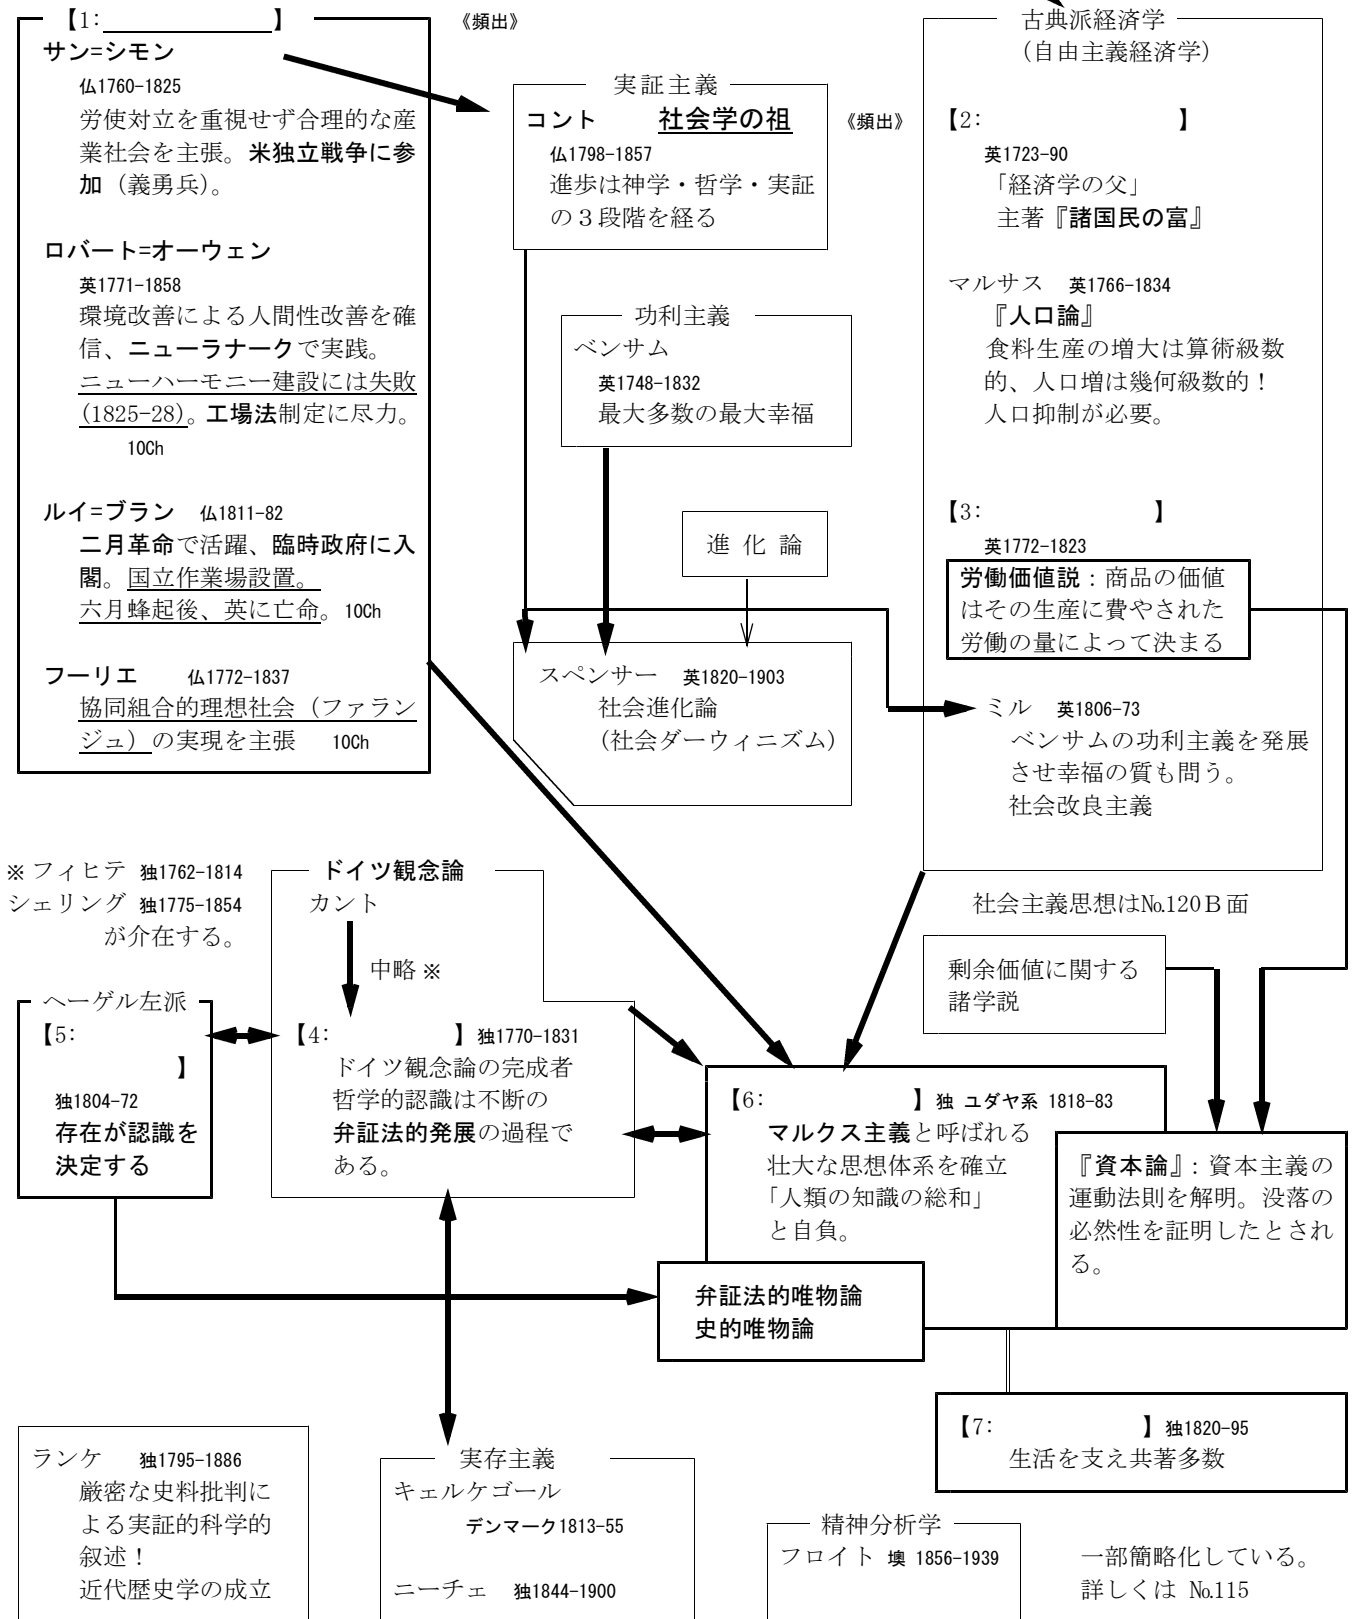 【1: 】
《頻出》
サン=シモン
仏1760-1825
労使対立を重視せず合理的な産
業社会を主張。米独立戦争に参
加（義勇兵）。
ロバート=オーウェン
英1771-1858
環境改善による人間性改善を確
信、ニューラナークで実践。
ニューハーモニー建設には失敗
(1825-28)。工場法制定に尽力。
10Ch
ルイ=ブラン 仏1811-82
二月革命で活躍、臨時政府に入
閣。国立作業場設置。
六月蜂起後、英に亡命。10Ch
フーリエ 仏1772-1837
協同組合的理想社会（ファラン
ジュ）の実現を主張 10Ch
実証主義
コント 社会学の祖 《頻出》
仏1798-1857
進歩は神学・哲学・実証
の３段階を経る
功利主義
ベンサム
英1748-1832
最大多数の最大幸福
進 化 論
スペンサー 英1820-1903
社会進化論
（社会ダーウィニズム）
古典派経済学
（自由主義経済学）
【2: 】
英1723-90
「経済学の父」
主著『諸国民の富』
マルサス 英1766-1834
『人口論』
食料生産の増大は算術級数
的、人口増は幾何級数的！
人口抑制が必要。
【3: 】
英1772-1823
労働価値説：商品の価値
はその生産に費やされた
労働の量によって決まる
ミル 英1806-73
ベンサムの功利主義を発展
させ幸福の質も問う。
社会改良主義
※ フィヒテ 独1762-1814
シェリング 独1775-1854
が介在する。
ドイツ観念論
カント
中略 ※
社会主義思想は№120Ｂ面
剰余価値に関する
諸学説
ヘーゲル左派
【5:
】
独1804-72
存在が認識を
決定する
【4: 】独1770-1831
ドイツ観念論の完成者
哲学的認識は不断の
弁証法的発展の過程で
ある。
【6: 】独 ユダヤ系 1818-83
マルクス主義と呼ばれる
壮大な思想体系を確立
「人類の知識の総和」
と自負。
『資本論』：資本主義の
運動法則を解明。没落の
必然性を証明したとされ
る。
弁証法的唯物論
史的唯物論
【7: 】独1820-95
生活を支え共著多数
ランケ 独1795-1886
厳密な史料批判に
よる実証的科学的
叙述！
近代歴史学の成立
実存主義
キェルケゴール
デンマーク1813-55
ニーチェ 独1844-1900
精神分析学
フロイト 墺 1856-1939
一部簡略化している。
詳しくは №115